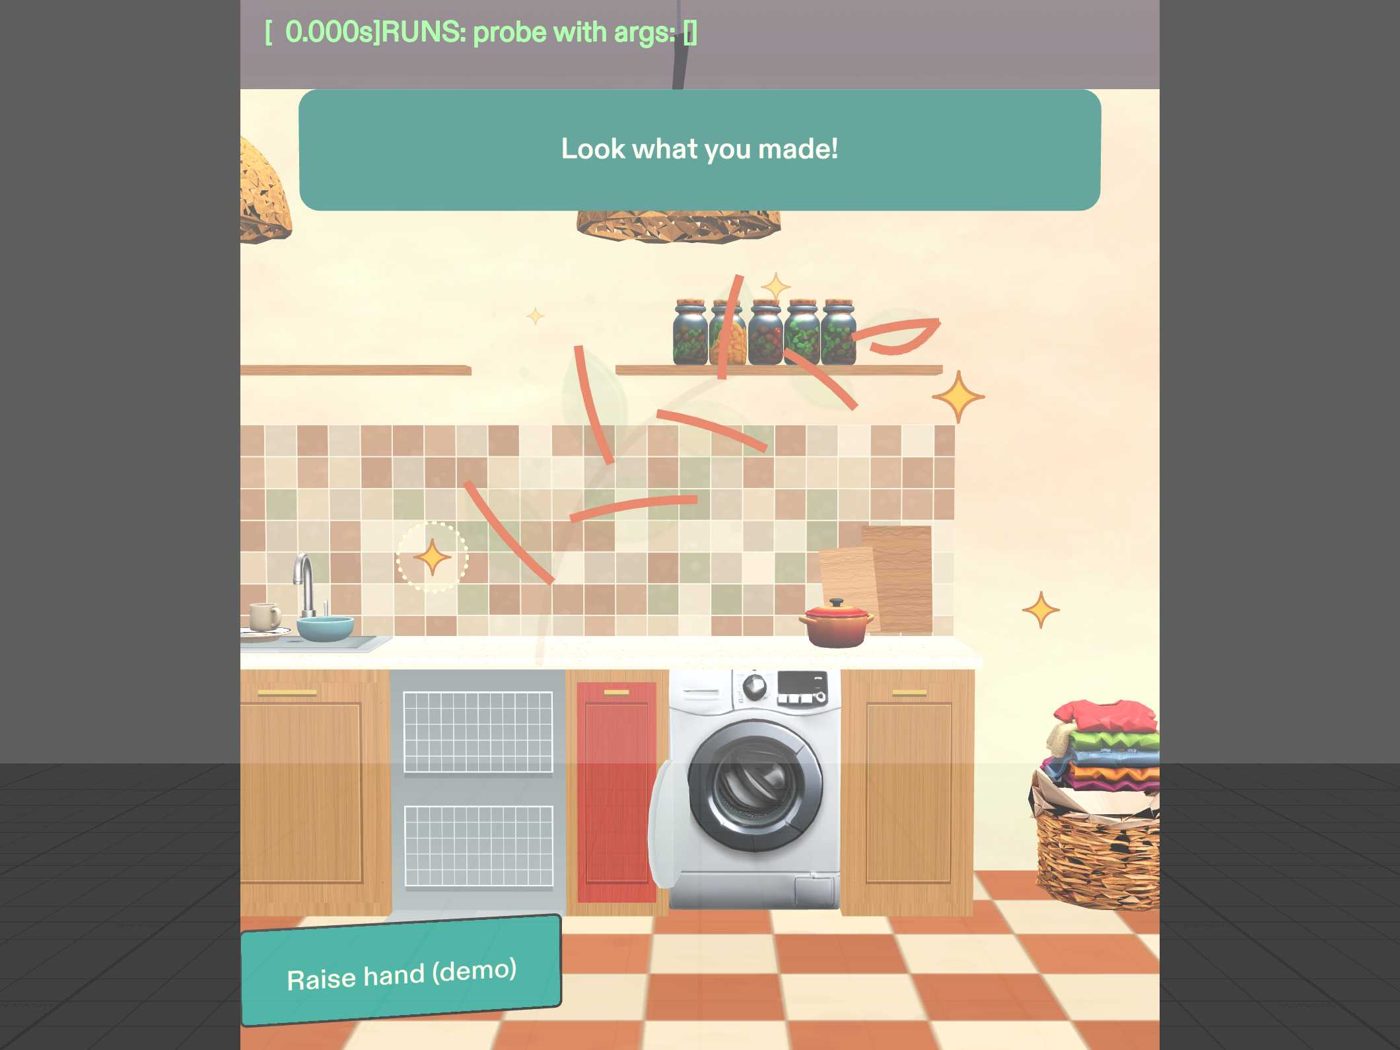 [  0.000s]RUNS: probe with args: []
Look what you made!
Raise hand (demo)